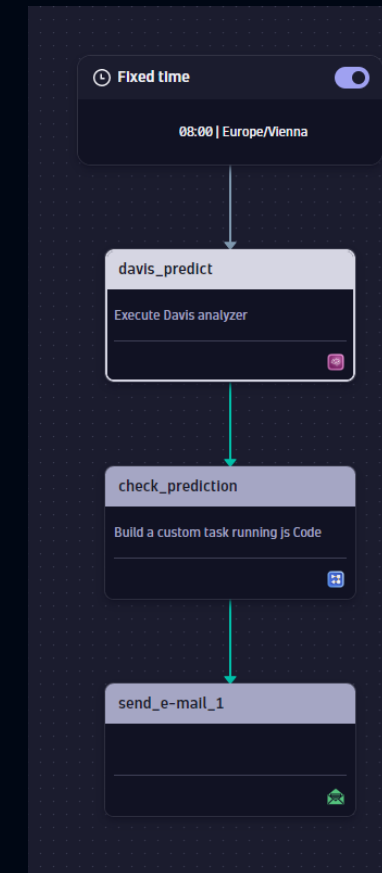 Fixed time
08:00 | Europe/Vienna
davis_predict
Execute Davis analyzer
check_prediction
Build a custom task running js Code
send_e-mail_1